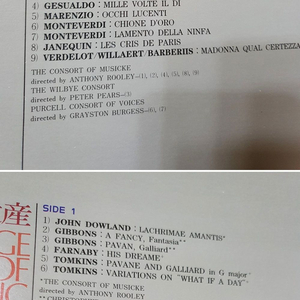 4) GESUALDO : MILLE VOLTE IL DI
5) MARENZIO : OCCHI LUCENTI
6) MONTEVERDI : CHIONE D'ORO
7) MONTEVERDI : LAMENTO DELLA NINFA
8) JANEQUIN : LES CRIS DE PARIS
9) VERDELOT/WILLAERT/BARBERIIS : MADONNA QUAL CERTEZZA
THE CONSORT OF MUSICKE
directed by ANTHONY ROOLEY—(1), (2), (4), (5), (8), (9)
THE WILBYE CONSORT
directed by PETER PEARS—(3)
PURCELL CONSORT OF VOICES
directed by GRAYSTON BURGESS—(6), (7)
産
GE
OF
SIDE 1
1) JOHN DOWLAND : LACHRIMAE AMANTIS*
2) GIBBONS : A FANCY, Fantasia**
3) GIBBONS : PAVAN, Galliard**
4) FARNABY : HIS DREAME*
5) TOMKINS : PAVANE AND GALLIARD in G major
6) TOMKINS : VARIATIONS ON "WHAT IF A DAY"
*THE CONSORT OF MUSICKE
directed by ANTHONY ROOLEY